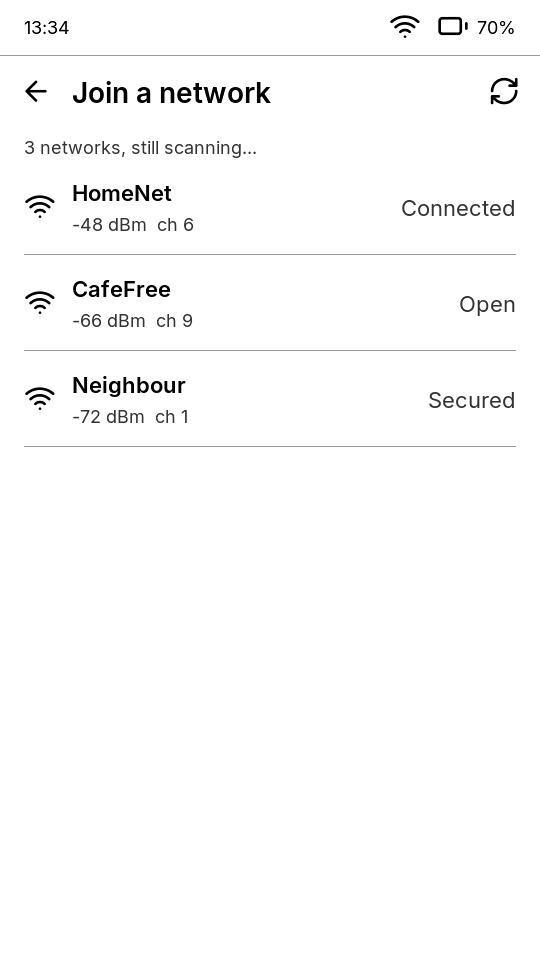 13:34
70%
Join a network
3 networks, still scanning...
HomeNet
-48 dBm  ch 6
Connected
CafeFree
-66 dBm  ch 9
Open
Neighbour
-72 dBm  ch 1
Secured